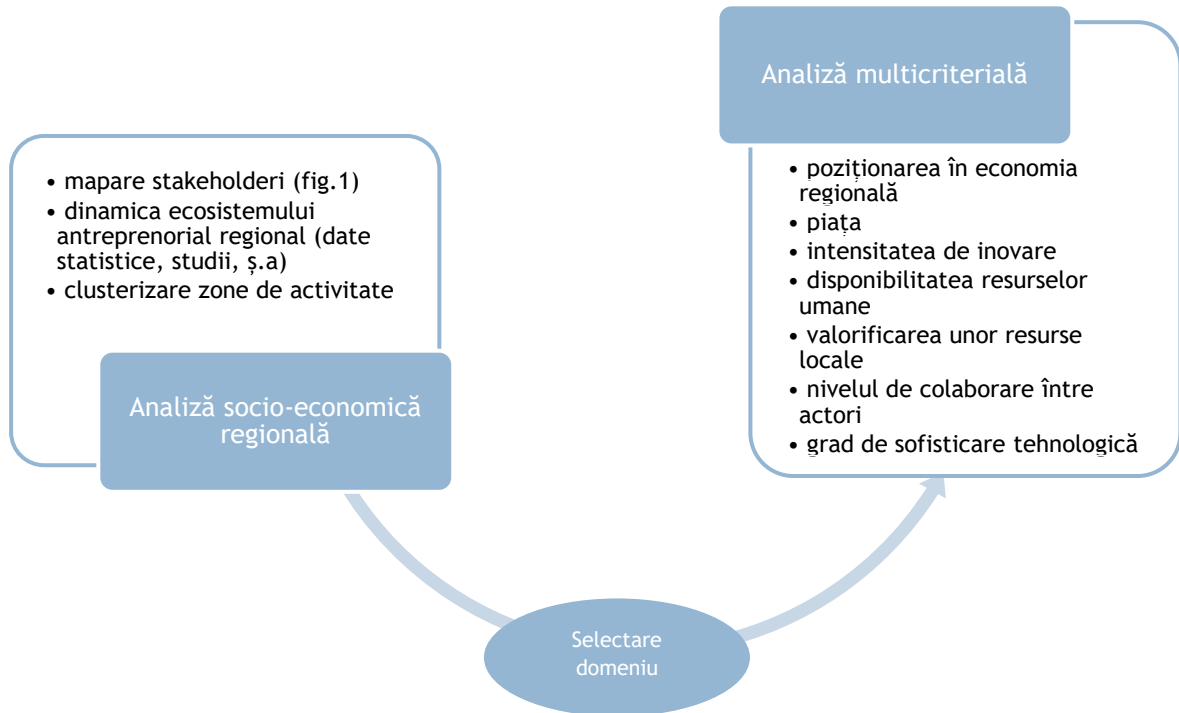 • mapare stakeholderi (fig.1)
• dinamica ecosistemului
antreprenorial regional (date
statistice, studii, ș.a)
• clusterizare zone de activitate
Analiză socio-economică
regională
Selectare
domeniu
Analiză multicriterială
• poziționarea în economia
regională
• piața
• intensitatea de inovare
• disponibilitatea resurselor
umane
• valorificarea unor resurse
locale
• nivelul de colaborare între
actori
• grad de sofisticare tehnologică